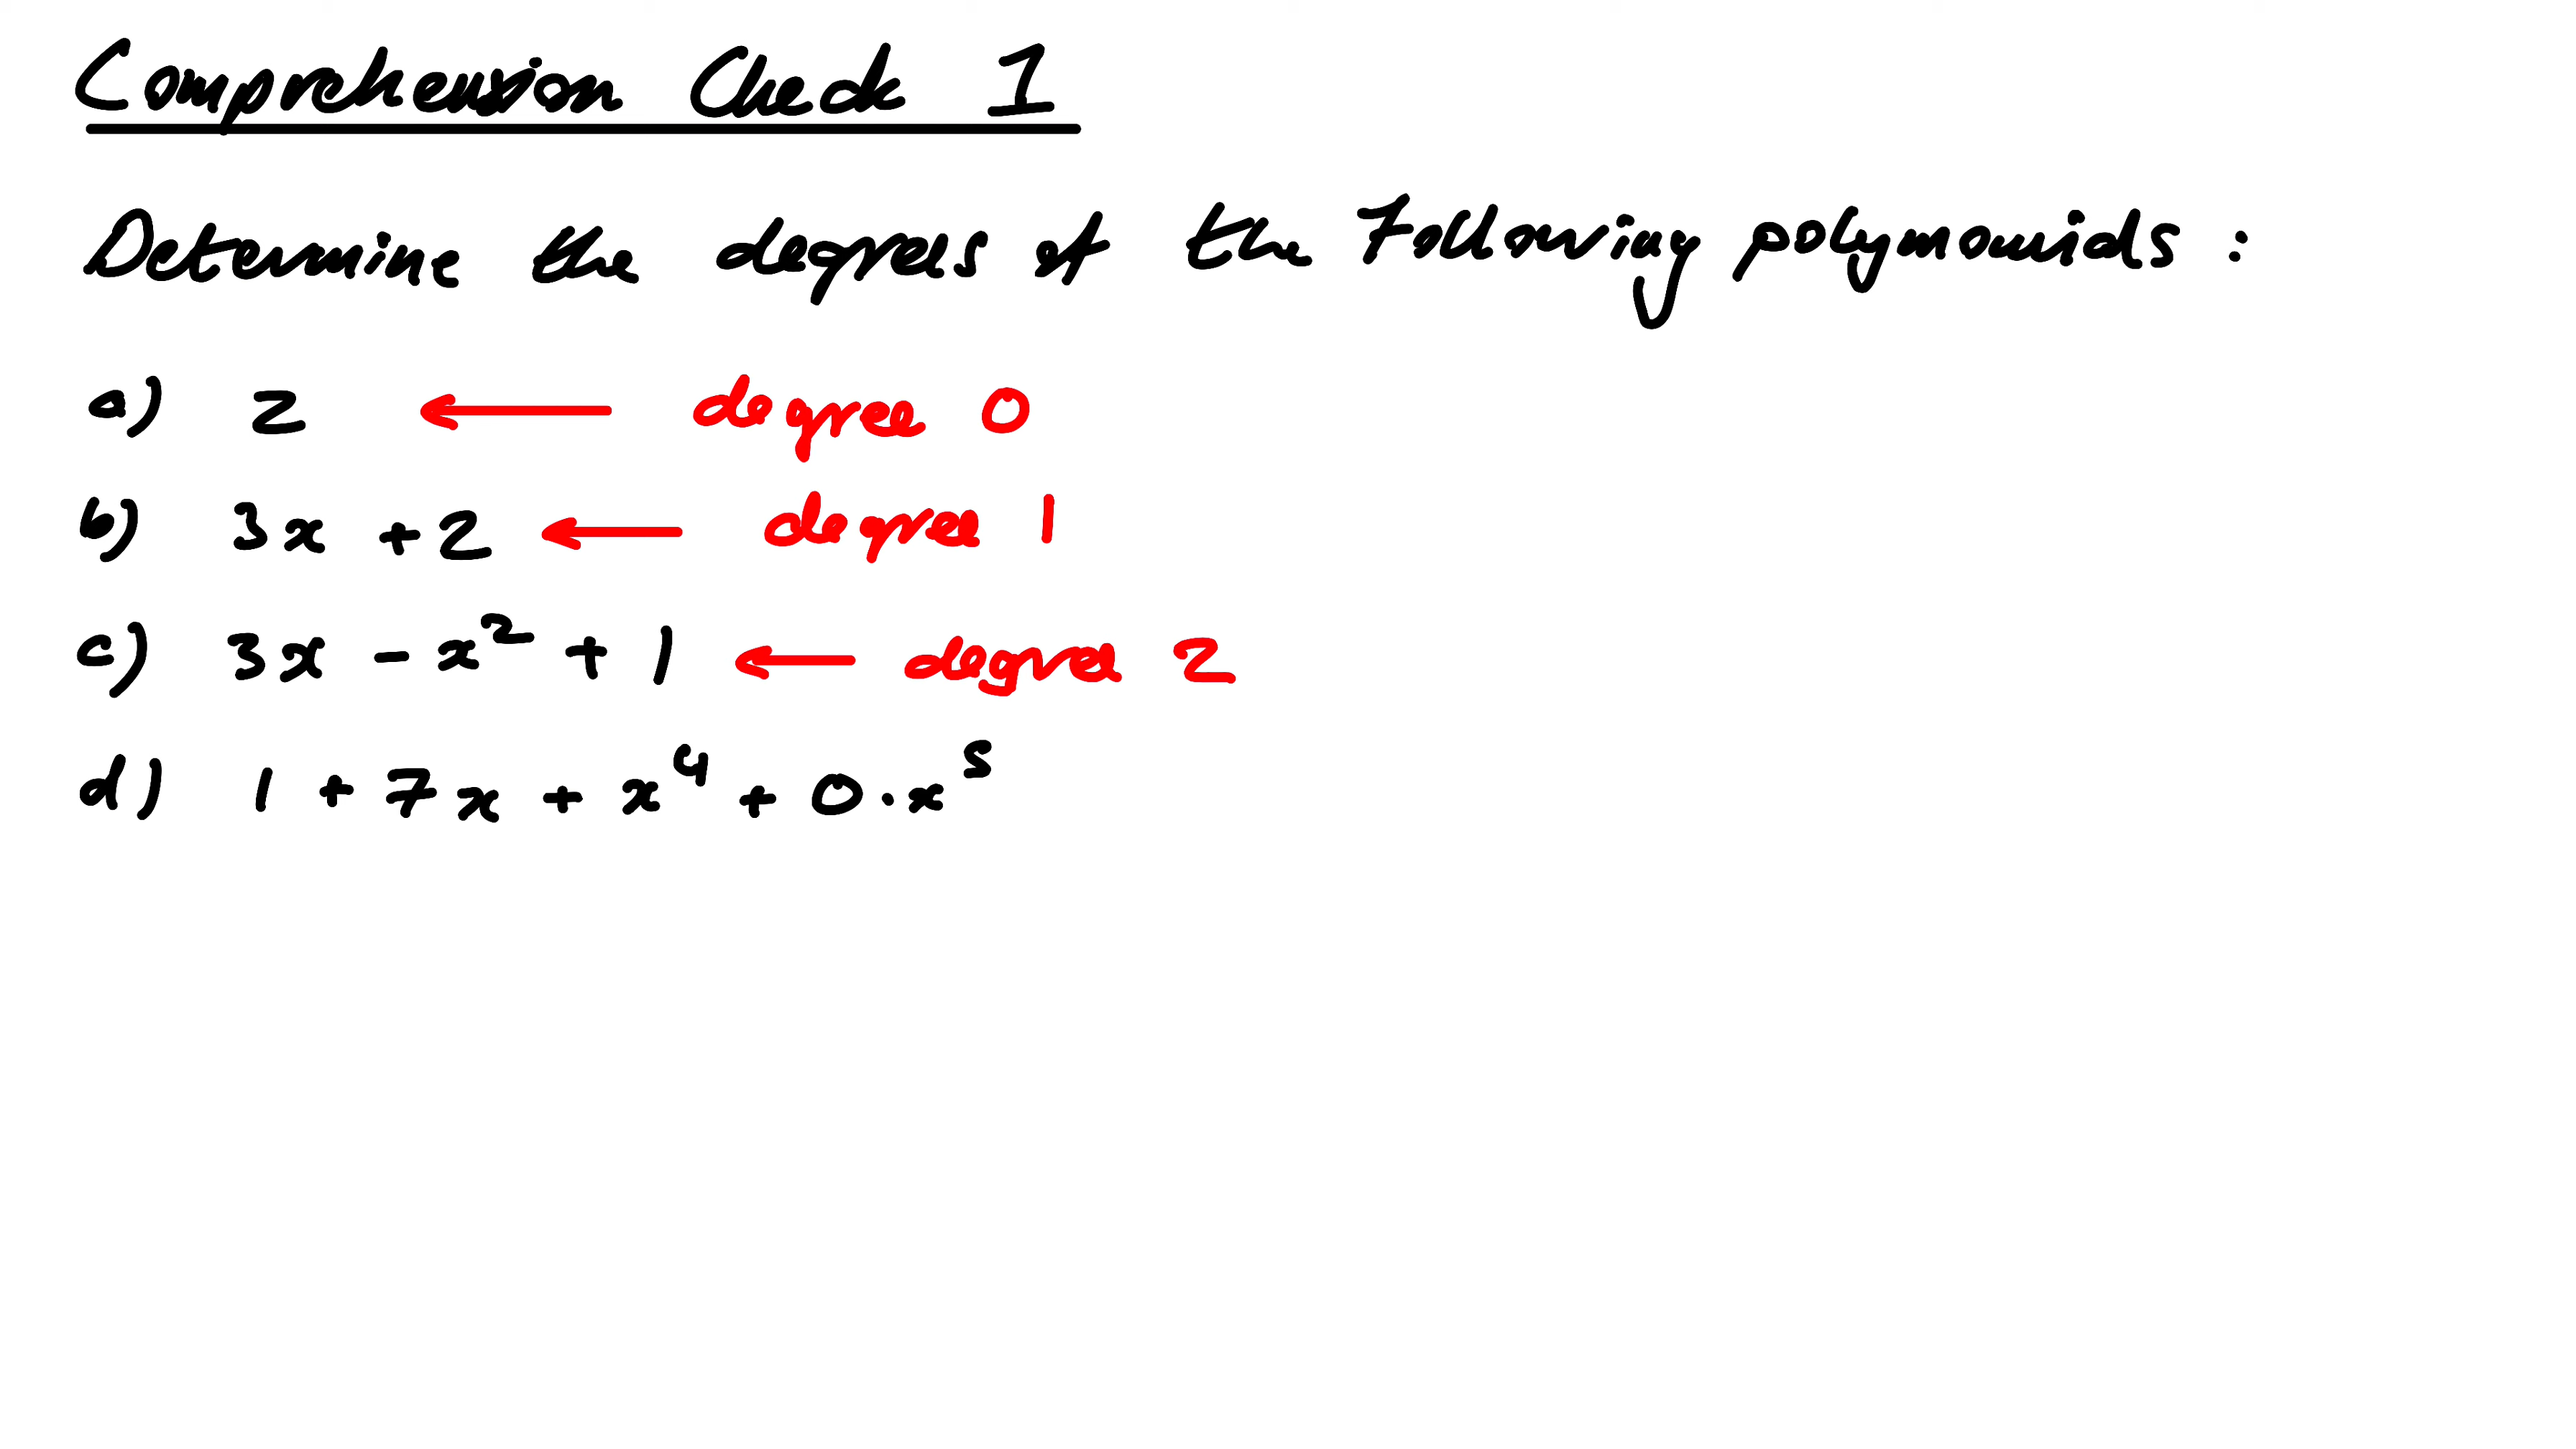 Comprehension Check 1
Determine the degrees of the following polynomials :
a) 2 ← degree 0
b) 3x + 2 ← degree 1
c) 3x - x² + 1 ← degree 2
d) 1 + 7x + x⁴ + 0 · x⁵